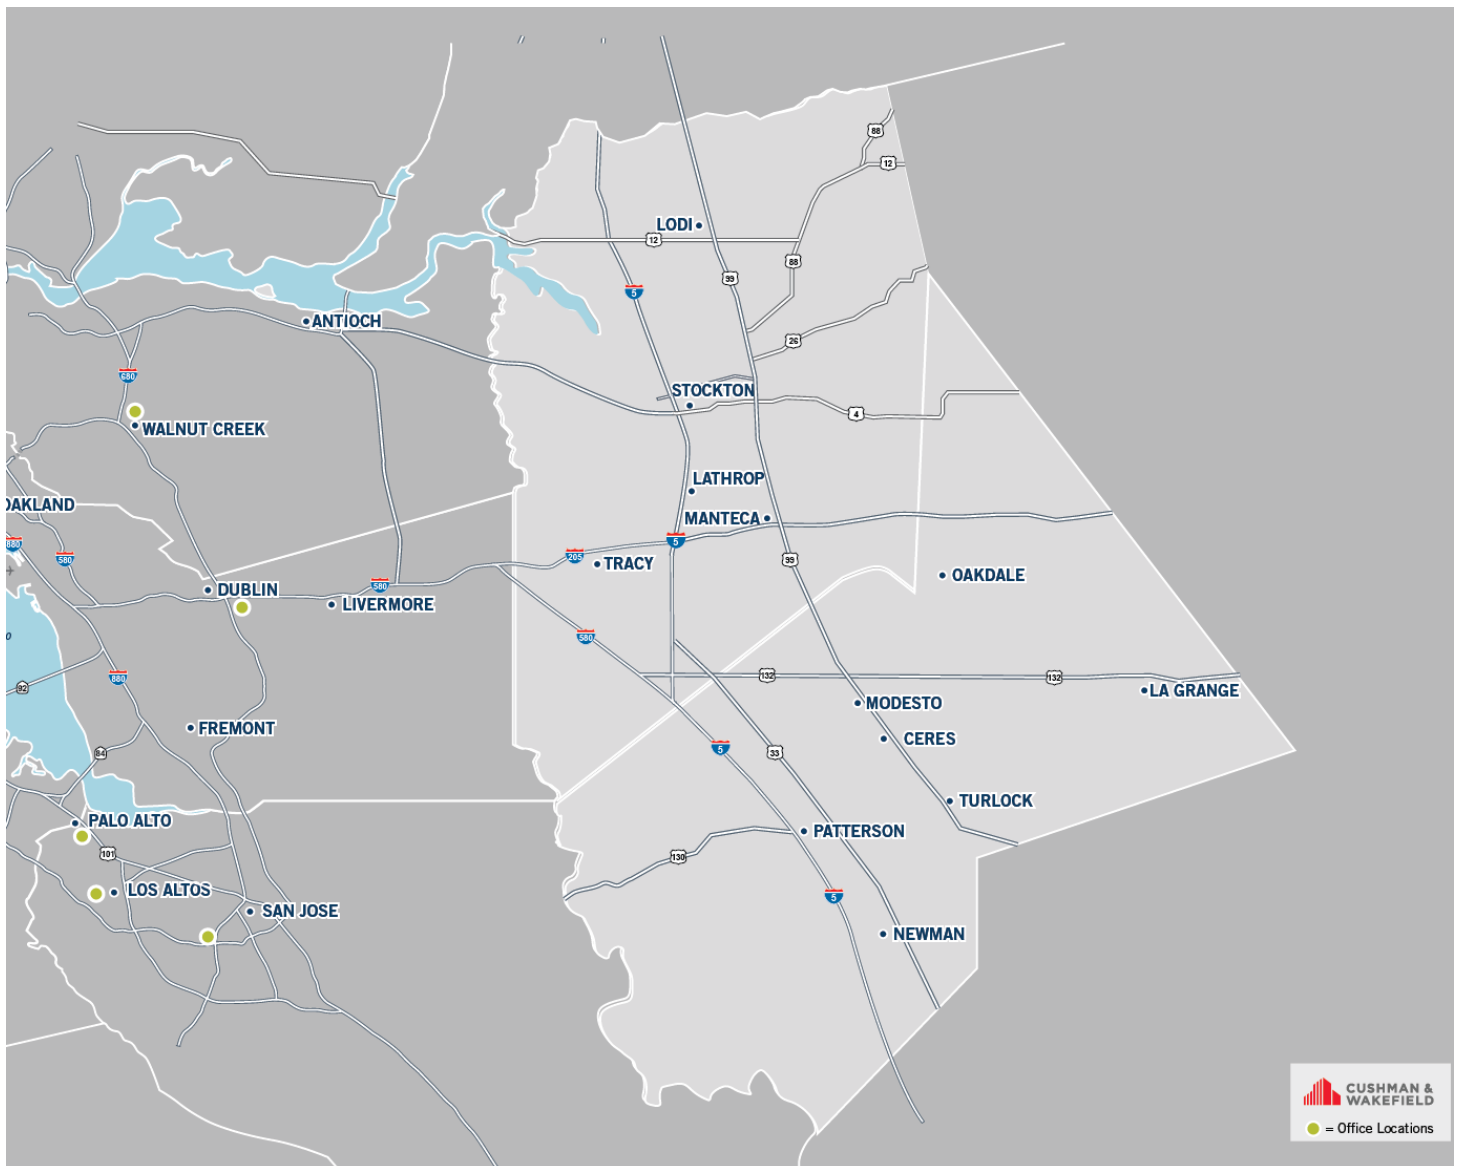 88
12
LODI
12
88
99
5
ANTIOCH
26
680
STOCKTON
4
WALNUT CREEK
LATHROP
OAKLAND
MANTECA
880
5
580
205
TRACY
99
OAKDALE
580
DUBLIN
LIVERMORE
580
0
880
132
132
92
LA GRANGE
MODESTO
FREMONT
CERES
84
5
33
TURLOCK
PALO ALTO
PATTERSON
101
130
LOS ALTOS
5
SAN JOSE
NEWMAN
CUSHMAN &
WAKEFIELD
= Office Locations